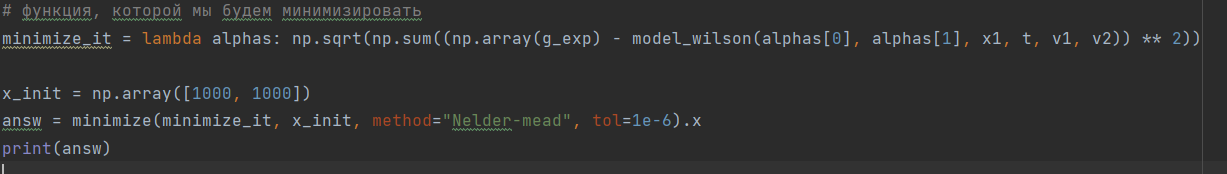 # функция, которой мы будем минимизировать
minimize_it = lambda alphas: np.sqrt(np.sum((np.array(g_exp) - model_wilson(alphas[0], alphas[1], x1, t, v1, v2)) ** 2))
x_init = np.array([1000, 1000])
answ = minimize(minimize_it, x_init, method="Nelder-mead", tol=1e-6).x
print(answ)